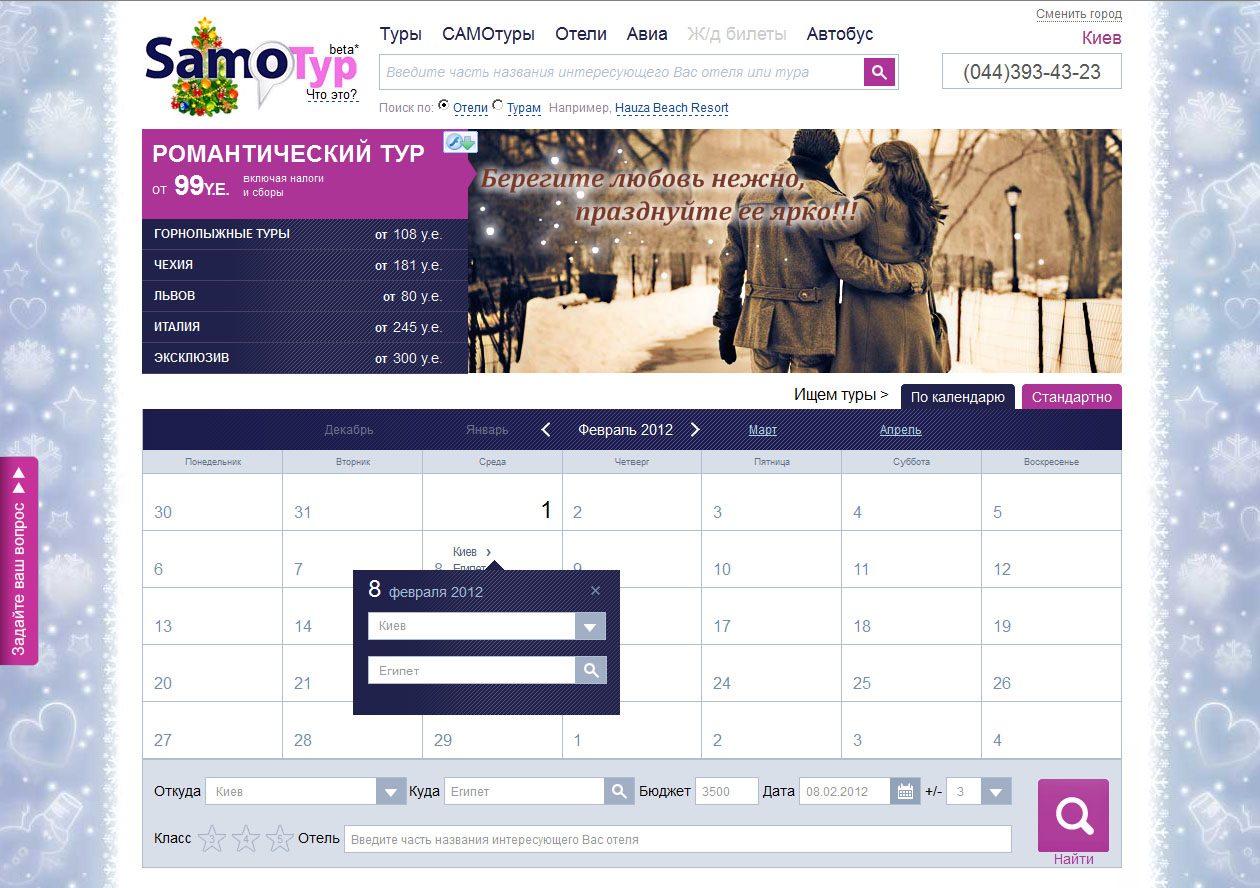 Сменить город
Киев
(044)393-43-23
SamoТур beta*
Что это?
Туры САМОтуры Отели Авиа Ж/д билеты Автобус
Введите часть названия интересующего Вас отеля или тура
Поиск по: Отели Турам Например, Hauza Beach Resort
РОМАНТИЧЕСКИЙ ТУР
от 99У.Е. включая налоги
и сборы
ГОРНОЛЫЖНЫЕ ТУРЫ от 108 у.е.
ЧЕХИЯ от 181 у.е.
ЛЬВОВ от 80 у.е.
ИТАЛИЯ от 245 у.е.
ЭКСКЛЮЗИВ от 300 у.е.
Берегите любовь нежно,
празднуйте ее ярко!!!
Ищем туры > По календарю Стандартно
Декабрь Январь Февраль 2012 Март Апрель
Понедельник Вторник Среда Четверг Пятница Суббота Воскресенье
30 31 1 2 3 4 5
Киев ›
6 7 8 Египет 9 10 11 12
8 февраля 2012 ×
Киев
Египет
13 14 17 18 19
20 21 24 25 26
27 28 29 1 2 3 4
Задайте ваш вопрос
Откуда Киев Куда Египет Бюджет 3500 Дата 08.02.2012 +/- 3
Класс 3 4 5 Отель Введите часть названия интересующего Вас отеля
Найти